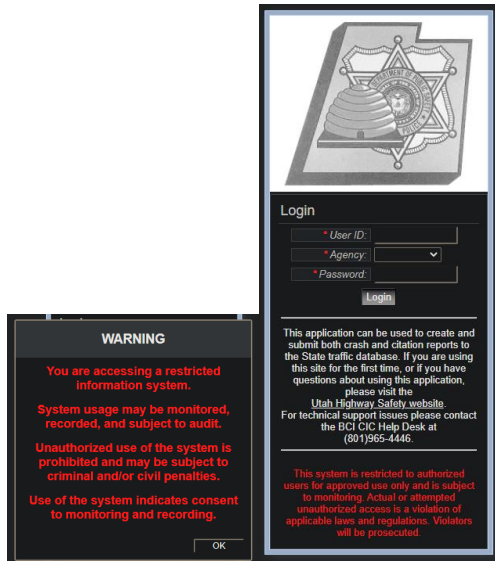 WARNING
You are accessing a restricted
information system.
System usage may be monitored,
recorded, and subject to audit.
Unauthorized use of the system is
prohibited and may be subject to
criminal and/or civil penalties.
Use of the system indicates consent
to monitoring and recording.
OK
DEPARTMENT OF PUBLIC SAFETY
POLICE
Login
* User ID:
* Agency:
* Password:
Login
This application can be used to create and
submit both crash and citation reports to
the State traffic database. If you are using
this site for the first time, or if you have
questions about using this application,
please visit the
Utah Highway Safety website.
For technical support issues please contact
the BCI CIC Help Desk at
(801)965-4446.
This system is restricted to authorized
users for approved use only and is subject
to monitoring. Actual or attempted
unauthorized access is a violation of
applicable laws and regulations. Violators
will be prosecuted.